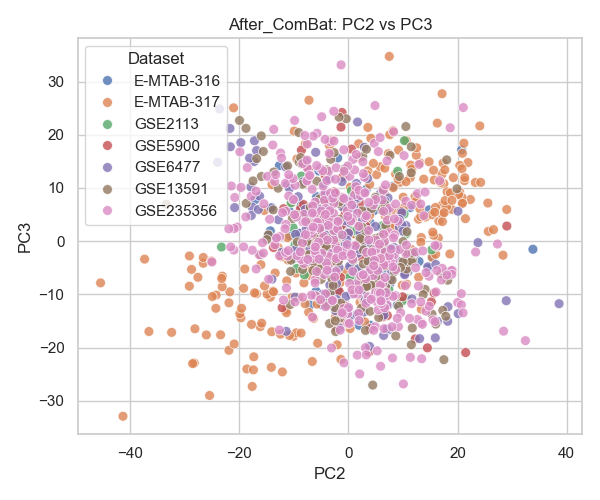 After_ComBat: PC2 vs PC3
Dataset
E-MTAB-316
E-MTAB-317
GSE2113
GSE5900
GSE6477
GSE13591
GSE235356
30
20
10
0
−10
−20
−30
PC3
−40
−20
0
20
40
PC2